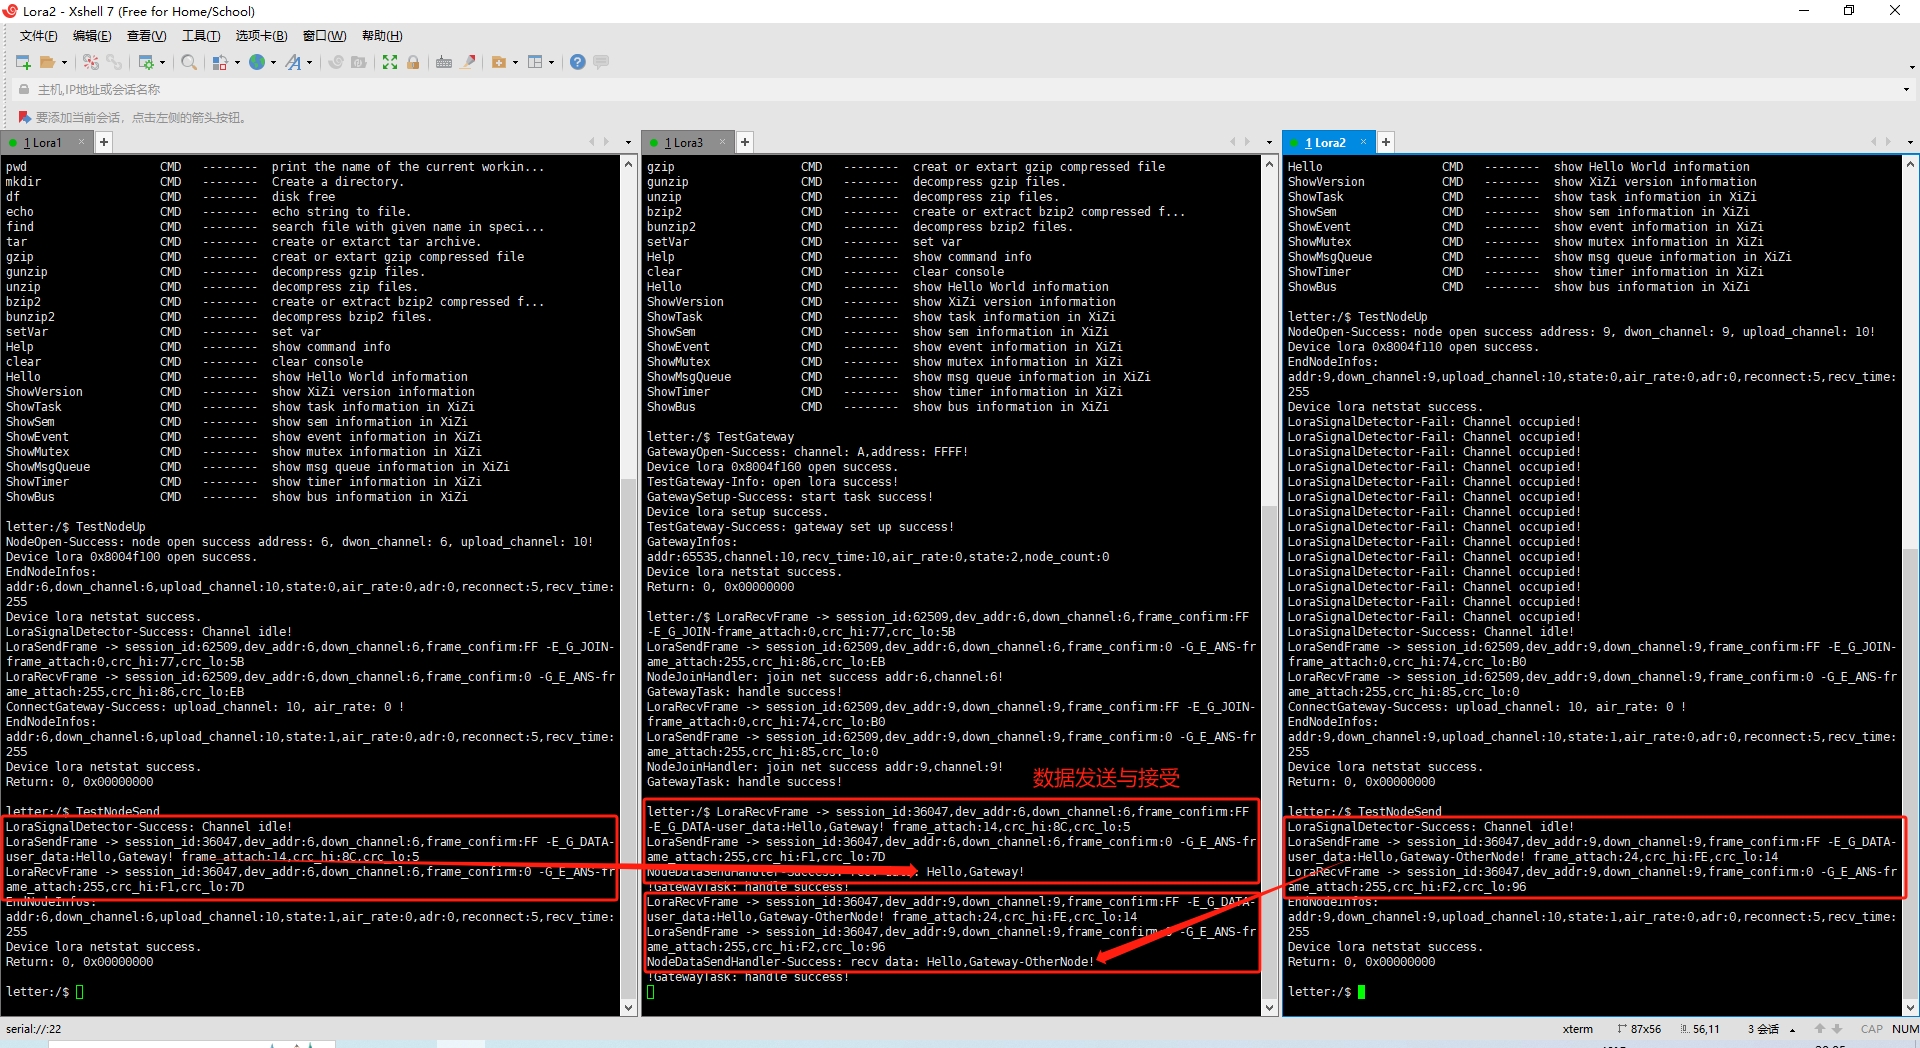 Lora2 - Xshell 7 (Free for Home/School)
文件(F) 编辑(E) 查看(V) 工具(T) 选项卡(B) 窗口(W) 帮助(H)
主机,IP地址或会话名称
要添加当前会话，点击左侧的箭头按钮。
1 Lora1
pwd CMD -------- print the name of the current workin...
mkdir CMD -------- Create a directory.
df CMD -------- disk free
echo CMD -------- echo string to file.
find CMD -------- search file with given name in speci...
tar CMD -------- create or extarct tar archive.
gzip CMD -------- creat or extart gzip compressed file
gunzip CMD -------- decompress gzip files.
unzip CMD -------- decompress zip files.
bzip2 CMD -------- create or extract bzip2 compressed f...
bunzip2 CMD -------- decompress bzip2 files.
setVar CMD -------- set var
Help CMD -------- show command info
clear CMD -------- clear console
Hello CMD -------- show Hello World information
ShowVersion CMD -------- show XiZi version information
ShowTask CMD -------- show task information in XiZi
ShowSem CMD -------- show sem information in XiZi
ShowEvent CMD -------- show event information in XiZi
ShowMutex CMD -------- show mutex information in XiZi
ShowMsgQueue CMD -------- show msg queue information in XiZi
ShowTimer CMD -------- show timer information in XiZi
ShowBus CMD -------- show bus information in XiZi
letter:/$ TestNodeUp
NodeOpen-Success: node open success address: 6, dwon_channel: 6, upload_channel: 10!
Device lora 0x8004f100 open success.
EndNodeInfos:
addr:6,down_channel:6,upload_channel:10,state:0,air_rate:0,adr:0,reconnect:5,recv_time:
255
Device lora netstat success.
LoraSignalDetector-Success: Channel idle!
LoraSendFrame -> session_id:62509,dev_addr:6,down_channel:6,frame_confirm:FF -E_G_JOIN-
frame_attach:0,crc_hi:77,crc_lo:5B
LoraRecvFrame -> session_id:62509,dev_addr:6,down_channel:6,frame_confirm:0 -G_E_ANS-fr
ame_attach:255,crc_hi:86,crc_lo:EB
ConnectGateway-Success: upload_channel: 10, air_rate: 0 !
EndNodeInfos:
addr:6,down_channel:6,upload_channel:10,state:1,air_rate:0,adr:0,reconnect:5,recv_time:
255
Device lora netstat success.
Return: 0, 0x00000000
letter:/$ TestNodeSend
LoraSignalDetector-Success: Channel idle!
LoraSendFrame -> session_id:36047,dev_addr:6,down_channel:6,frame_confirm:FF -E_G_DATA-
user_data:Hello,Gateway! frame_attach:14,crc_hi:8C,crc_lo:5
LoraRecvFrame -> session_id:36047,dev_addr:6,down_channel:6,frame_confirm:0 -G_E_ANS-fr
ame_attach:255,crc_hi:F1,crc_lo:7D
EndNodeInfos:
addr:6,down_channel:6,upload_channel:10,state:1,air_rate:0,adr:0,reconnect:5,recv_time:
255
Device lora netstat success.
Return: 0, 0x00000000
letter:/$
1 Lora3
gzip CMD -------- creat or extart gzip compressed file
gunzip CMD -------- decompress gzip files.
unzip CMD -------- decompress zip files.
bzip2 CMD -------- create or extract bzip2 compressed f...
bunzip2 CMD -------- decompress bzip2 files.
setVar CMD -------- set var
Help CMD -------- show command info
clear CMD -------- clear console
Hello CMD -------- show Hello World information
ShowVersion CMD -------- show XiZi version information
ShowTask CMD -------- show task information in XiZi
ShowSem CMD -------- show sem information in XiZi
ShowEvent CMD -------- show event information in XiZi
ShowMutex CMD -------- show mutex information in XiZi
ShowMsgQueue CMD -------- show msg queue information in XiZi
ShowTimer CMD -------- show timer information in XiZi
ShowBus CMD -------- show bus information in XiZi
letter:/$ TestGateway
GatewayOpen-Success: channel: A,address: FFFF!
Device lora 0x8004f160 open success.
TestGateway-Info: open lora success!
GatewaySetup-Success: start task success!
Device lora setup success.
TestGateway-Success: gateway set up success!
GatewayInfos:
addr:65535,channel:10,recv_time:10,air_rate:0,state:2,node_count:0
Device lora netstat success.
Return: 0, 0x00000000
letter:/$ LoraRecvFrame -> session_id:62509,dev_addr:6,down_channel:6,frame_confirm:FF
-E_G_JOIN-frame_attach:0,crc_hi:77,crc_lo:5B
LoraSendFrame -> session_id:62509,dev_addr:6,down_channel:6,frame_confirm:0 -G_E_ANS-fr
ame_attach:255,crc_hi:86,crc_lo:EB
NodeJoinHandler: join net success addr:6,channel:6!
GatewayTask: handle success!
LoraRecvFrame -> session_id:62509,dev_addr:9,down_channel:9,frame_confirm:FF -E_G_JOIN-
frame_attach:0,crc_hi:74,crc_lo:B0
LoraSendFrame -> session_id:62509,dev_addr:9,down_channel:9,frame_confirm:0 -G_E_ANS-fr
ame_attach:255,crc_hi:85,crc_lo:0
NodeJoinHandler: join net success addr:9,channel:9!
GatewayTask: handle success!
数据发送与接受
letter:/$ LoraRecvFrame -> session_id:36047,dev_addr:6,down_channel:6,frame_confirm:FF
-E_G_DATA-user_data:Hello,Gateway! frame_attach:14,crc_hi:8C,crc_lo:5
LoraSendFrame -> session_id:36047,dev_addr:6,down_channel:6,frame_confirm:0 -G_E_ANS-fr
ame_attach:255,crc_hi:F1,crc_lo:7D
NodeDataSendHandler-Success: Hello,Gateway!
!GatewayTask: handle success!
LoraRecvFrame -> session_id:36047,dev_addr:9,down_channel:9,frame_confirm:FF -E_G_DATA-
user_data:Hello,Gateway-OtherNode! frame_attach:24,crc_hi:FE,crc_lo:14
LoraSendFrame -> session_id:36047,dev_addr:9,down_channel:9,frame_confirm:0 -G_E_ANS-fr
ame_attach:255,crc_hi:F2,crc_lo:96
NodeDataSendHandler-Success: recv data: Hello,Gateway-OtherNode!
!GatewayTask: handle success!
1 Lora2
Hello CMD -------- show Hello World information
ShowVersion CMD -------- show XiZi version information
ShowTask CMD -------- show task information in XiZi
ShowSem CMD -------- show sem information in XiZi
ShowEvent CMD -------- show event information in XiZi
ShowMutex CMD -------- show mutex information in XiZi
ShowMsgQueue CMD -------- show msg queue information in XiZi
ShowTimer CMD -------- show timer information in XiZi
ShowBus CMD -------- show bus information in XiZi
letter:/$ TestNodeUp
NodeOpen-Success: node open success address: 9, dwon_channel: 9, upload_channel: 10!
Device lora 0x8004f110 open success.
EndNodeInfos:
addr:9,down_channel:9,upload_channel:10,state:0,air_rate:0,adr:0,reconnect:5,recv_time:
255
Device lora netstat success.
LoraSignalDetector-Fail: Channel occupied!
LoraSignalDetector-Fail: Channel occupied!
LoraSignalDetector-Fail: Channel occupied!
LoraSignalDetector-Fail: Channel occupied!
LoraSignalDetector-Fail: Channel occupied!
LoraSignalDetector-Fail: Channel occupied!
LoraSignalDetector-Fail: Channel occupied!
LoraSignalDetector-Fail: Channel occupied!
LoraSignalDetector-Fail: Channel occupied!
LoraSignalDetector-Fail: Channel occupied!
LoraSignalDetector-Fail: Channel occupied!
LoraSignalDetector-Fail: Channel occupied!
LoraSignalDetector-Fail: Channel occupied!
LoraSignalDetector-Fail: Channel occupied!
LoraSignalDetector-Success: Channel idle!
LoraSendFrame -> session_id:62509,dev_addr:9,down_channel:9,frame_confirm:FF -E_G_JOIN-
frame_attach:0,crc_hi:74,crc_lo:B0
LoraRecvFrame -> session_id:62509,dev_addr:9,down_channel:9,frame_confirm:0 -G_E_ANS-fr
ame_attach:255,crc_hi:85,crc_lo:0
ConnectGateway-Success: upload_channel: 10, air_rate: 0 !
EndNodeInfos:
addr:9,down_channel:9,upload_channel:10,state:1,air_rate:0,adr:0,reconnect:5,recv_time:
255
Device lora netstat success.
Return: 0, 0x00000000
letter:/$ TestNodeSend
LoraSignalDetector-Success: Channel idle!
LoraSendFrame -> session_id:36047,dev_addr:9,down_channel:9,frame_confirm:FF -E_G_DATA-
user_data:Hello,Gateway-OtherNode! frame_attach:24,crc_hi:FE,crc_lo:14
LoraRecvFrame -> session_id:36047,dev_addr:9,down_channel:9,frame_confirm:0 -G_E_ANS-fr
ame_attach:255,crc_hi:F2,crc_lo:96
EndNodeInfos:
addr:9,down_channel:9,upload_channel:10,state:1,air_rate:0,adr:0,reconnect:5,recv_time:
255
Device lora netstat success.
Return: 0, 0x00000000
letter:/$
serial://:22 xterm 87x56 56,11 3 会话 CAP NUM